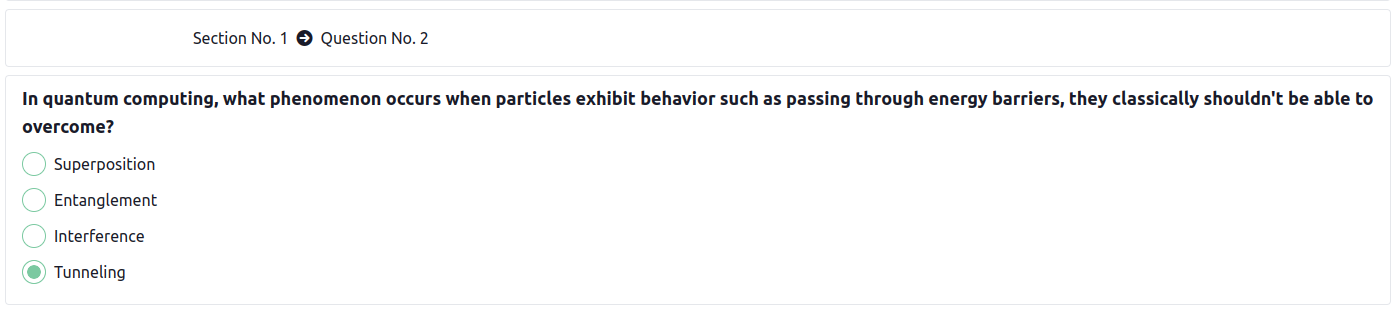 Section No. 1 Question No. 2
In quantum computing, what phenomenon occurs when particles exhibit behavior such as passing through energy barriers, they classically shouldn't be able to
overcome?
Superposition
Entanglement
Interference
Tunneling